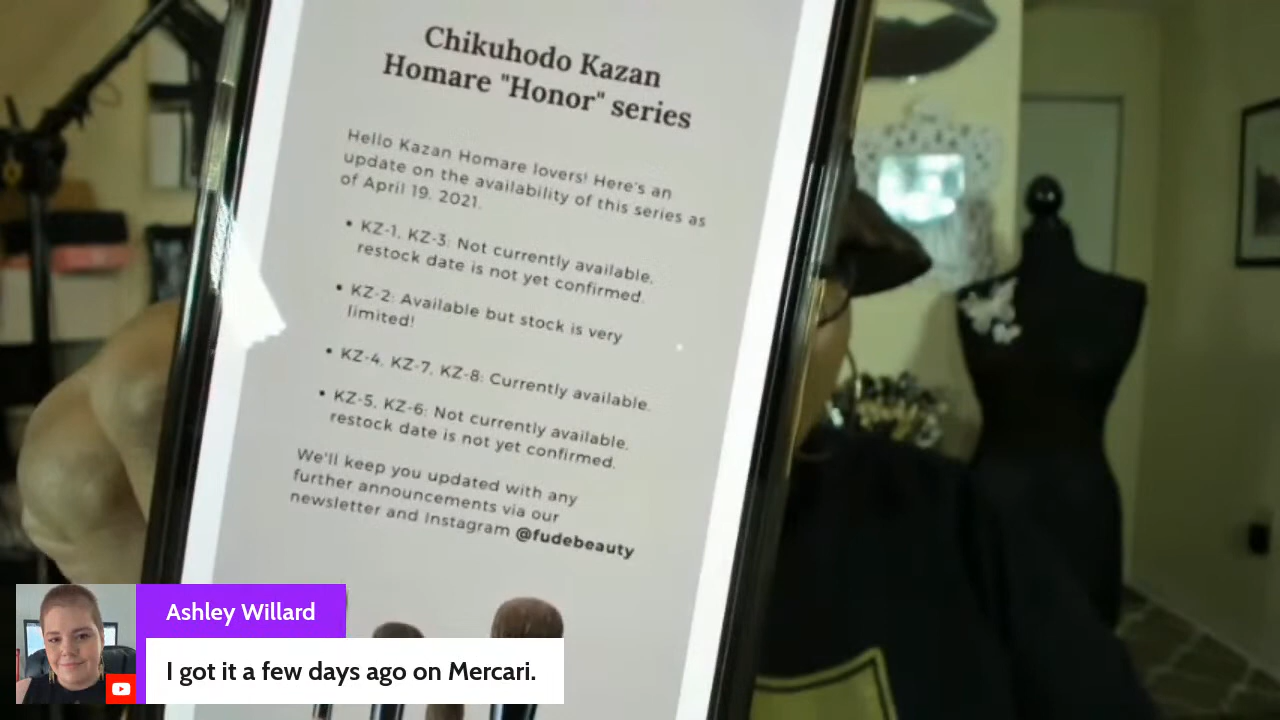 Chikuhodo Kazan
Homare "Honor" series
Hello Kazan Homare lovers! Here's an
update on the availability of this series as
of April 19, 2021.
• KZ-1, KZ-3: Not currently available,
restock date is not yet confirmed.
• KZ-2: Available but stock is very
limited!
• KZ-4, KZ-7, KZ-8: Currently available.
• KZ-5, KZ-6: Not currently available,
restock date is not yet confirmed.
We'll keep you updated with any
further announcements via our
newsletter and Instagram @fudebeauty
Ashley Willard
I got it a few days ago on Mercari.